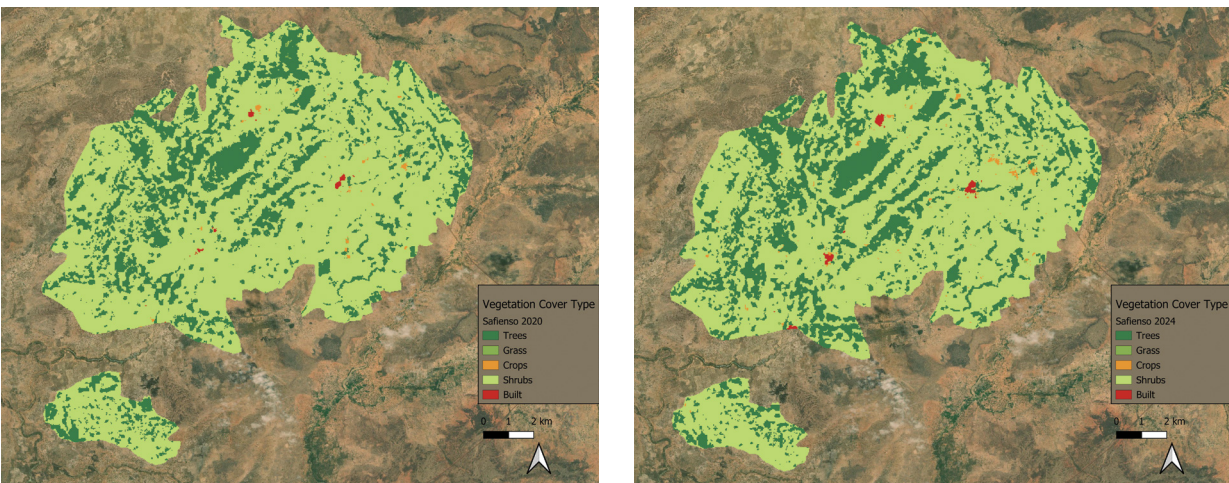 Vegetation Cover Type
Safienso 2020
Trees
Grass
Crops
Shrubs
Built
0 1 2 km
Vegetation Cover Type
Safienso 2024
Trees
Grass
Crops
Shrubs
Built
0 1 2 km